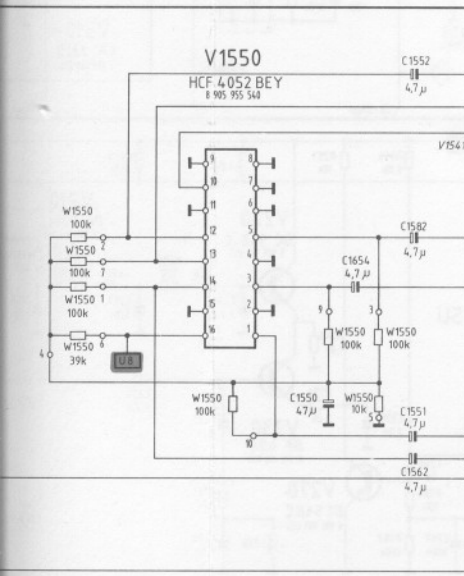 V1550
HCF 4052 BEY
8 905 955 540
C1552
4,7µ
V1541
9
8
10
7
11
6
W1550
100k
12
5
C1582
4,7µ
2
W1550
100k
7
13
4
C1654
4,7µ
14
3
1
W1550
100k
15
2
9
3
16
1
W1550
100k
W1550
100k
W1550
39k
6
4
U8
W1550
100k
C1550
47µ
W1550
10k
5
C1551
4,7µ
10
C1562
4,7µ